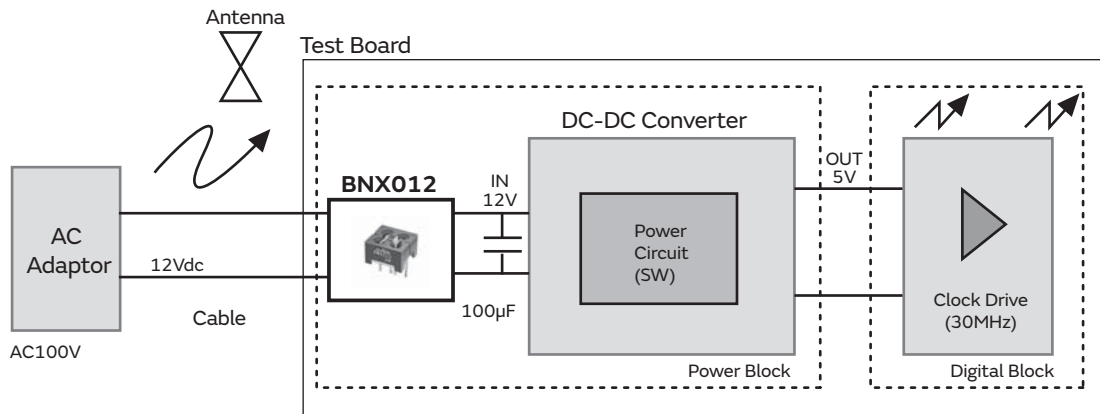 Antenna
Test Board
DC-DC Converter
BNX012
IN
12V
OUT
5V
AC
Adaptor
Power
Circuit
(SW)
12Vdc
Cable
100µF
Clock Drive
(30MHz)
AC100V
Power Block
Digital Block